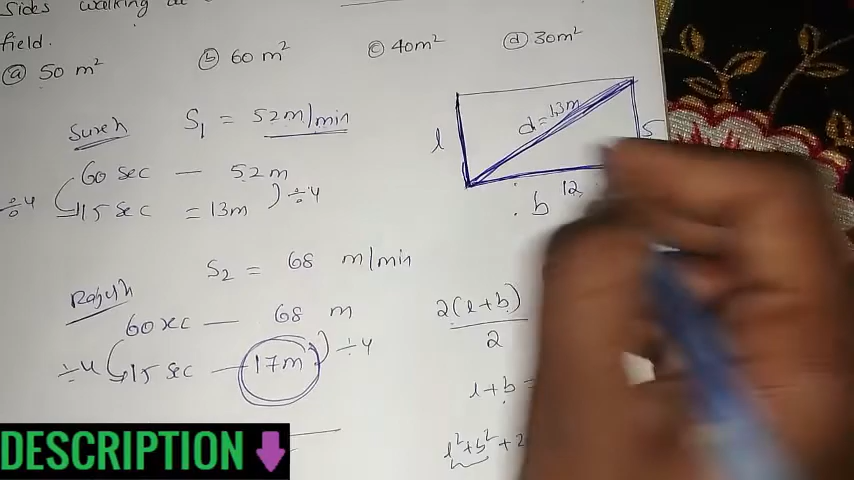 sides walking
field.
(a) 50 m² (b) 60 m² (c) 40m² (d) 30m²
Suresh S₁ = 52m/min
60 sec — 52m
÷4 15 sec = 13m ÷4
S₂ = 68 m/min
Rajesh
60 sec — 68 m
÷4 15 sec — 17m ÷4
l d=13m 5
b 12
2(l+b)
2
l+b =
l²+b²+2
DESCRIPTION